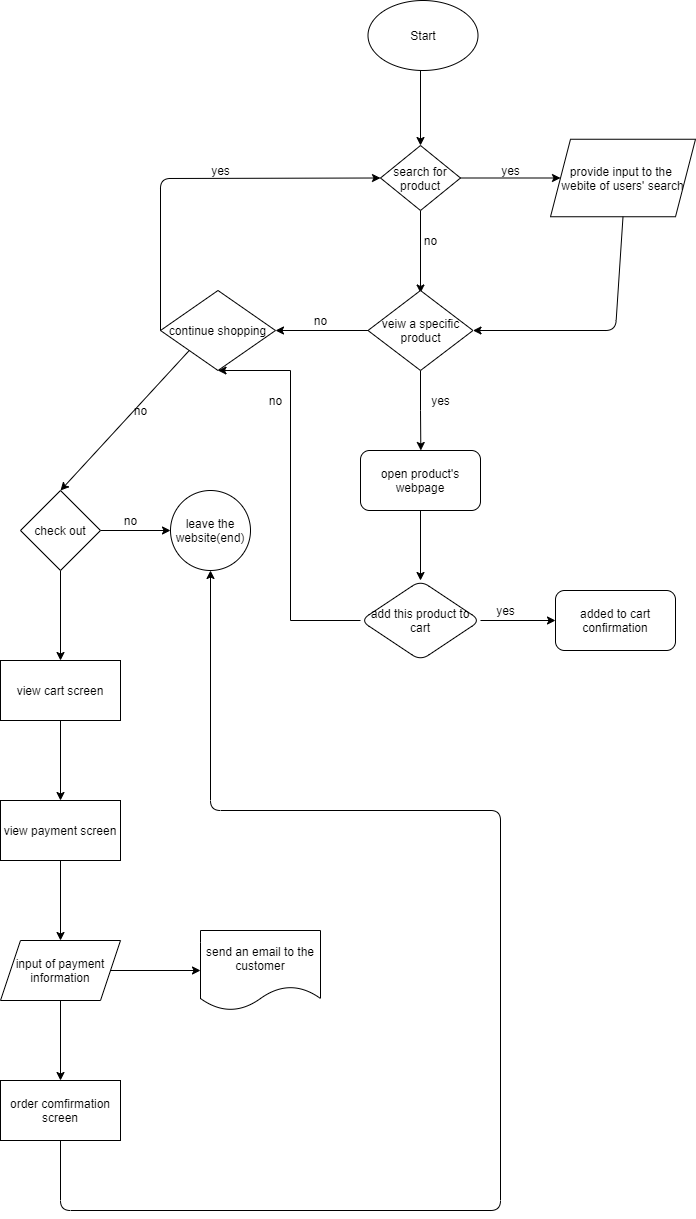 Start
yes
search for
product
yes
provide input to the
webite of users' search
no
continue shopping
no
veiw a specific
product
no
no
yes
open product's
webpage
check out
no
leave the
website(end)
add this product to
cart
yes
added to cart
confirmation
view cart screen
view payment screen
input of payment
information
send an email to the
customer
order comfirmation
screen